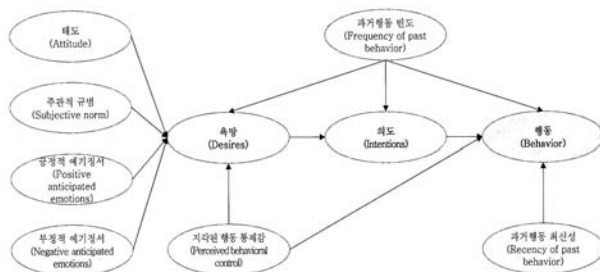 태도
(Attitude)
과거행동 빈도
(Frequency of past
behavior)
주관적 규범
(Subjective norm)
욕망
(Desires)
의도
(Intentions)
행동
(Behavior)
긍정적 예기정서
(Positive
anticipated
emotions)
부정적 예기정서
(Negative anticipated
emotions)
지각된 행동 통제감
(Perceived behavioral
control)
과거행동 최신성
(Recency of past
behavior)